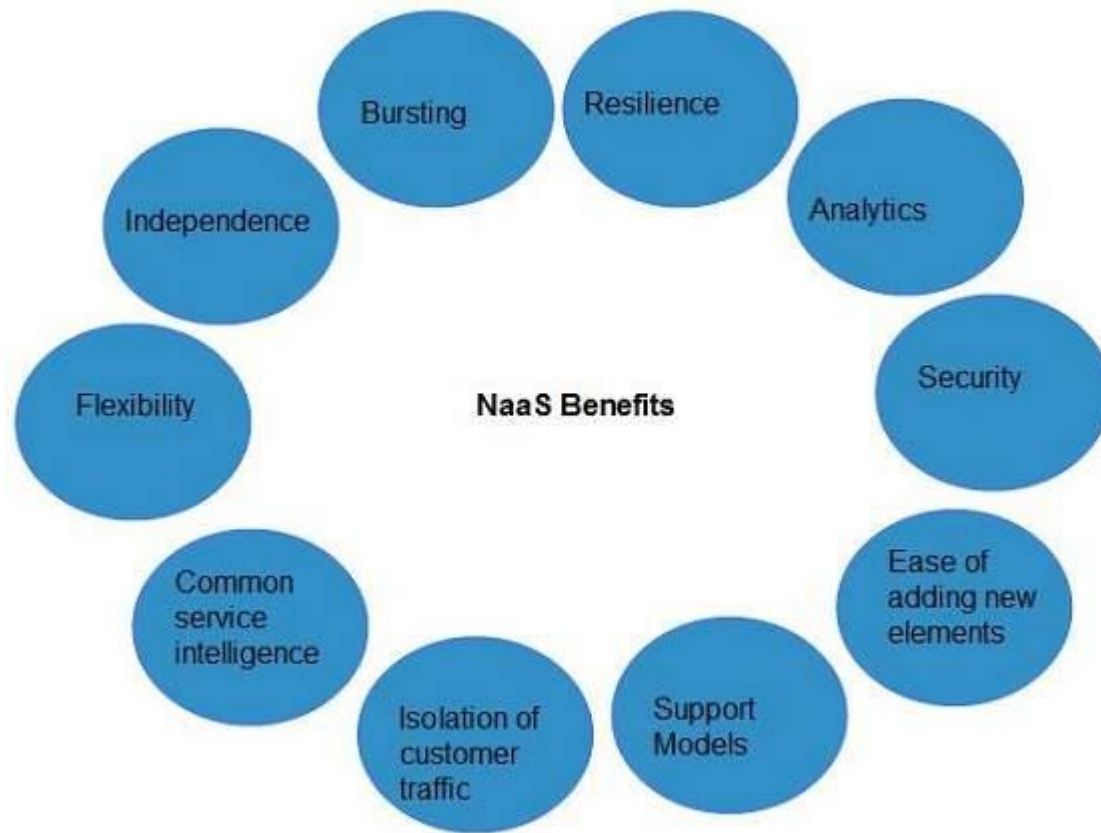 Bursting
Resilience
Independence
Analytics
Flexibility
NaaS Benefits
Security
Common
service
intelligence
Ease of
adding new
elements
Isolation of
customer
traffic
Support
Models